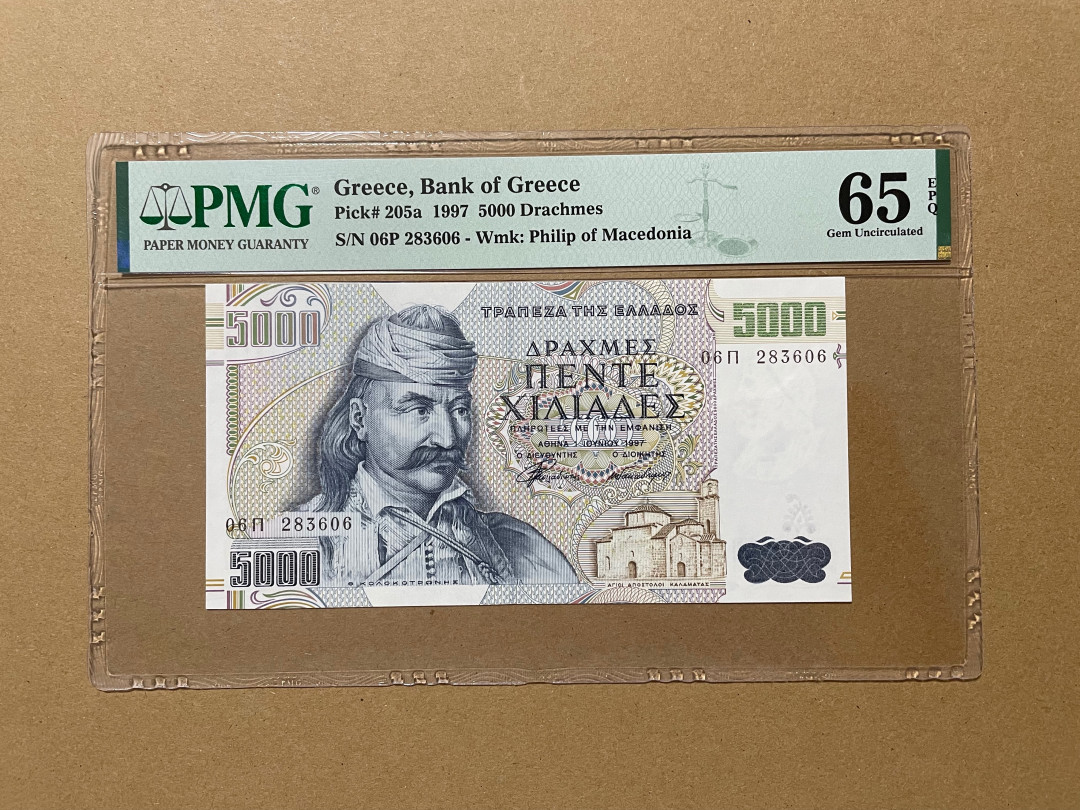 PMG®
PAPER MONEY GUARANTY
Greece, Bank of Greece
Pick# 205a 1997 5000 Drachmes
S/N 06P 283606 - Wmk: Philip of Macedonia
65
EPQ
Gem Uncirculated
5000
ΤΡΑΠΕΖΑ ΤΗΣ ΕΛΛΑΔΟΣ
5000
ΔΡΑΧΜΕΣ
ΠΕΝΤΕ
ΧΙΛΙΑΔΕΣ
06Π 283606
ΠΛΗΡΩΤΕΕΣ ΜΕ ΤΗΝ ΕΜΦΑΝΙΣΗ
ΑΘΗΝΑ 1 ΙΟΥΝΙΟΥ 1997
Ο ΔΙΕΥΘΥΝΤΗΣ Ο ΔΙΟΙΚΗΤΗΣ
06Π 283606
5000
Θ. ΚΟΛΟΚΟΤΡΩΝΗΣ
ΑΓΙΟΙ ΑΠΟΣΤΟΛΟΙ ΚΑΛΑΜΑΤΑΣ